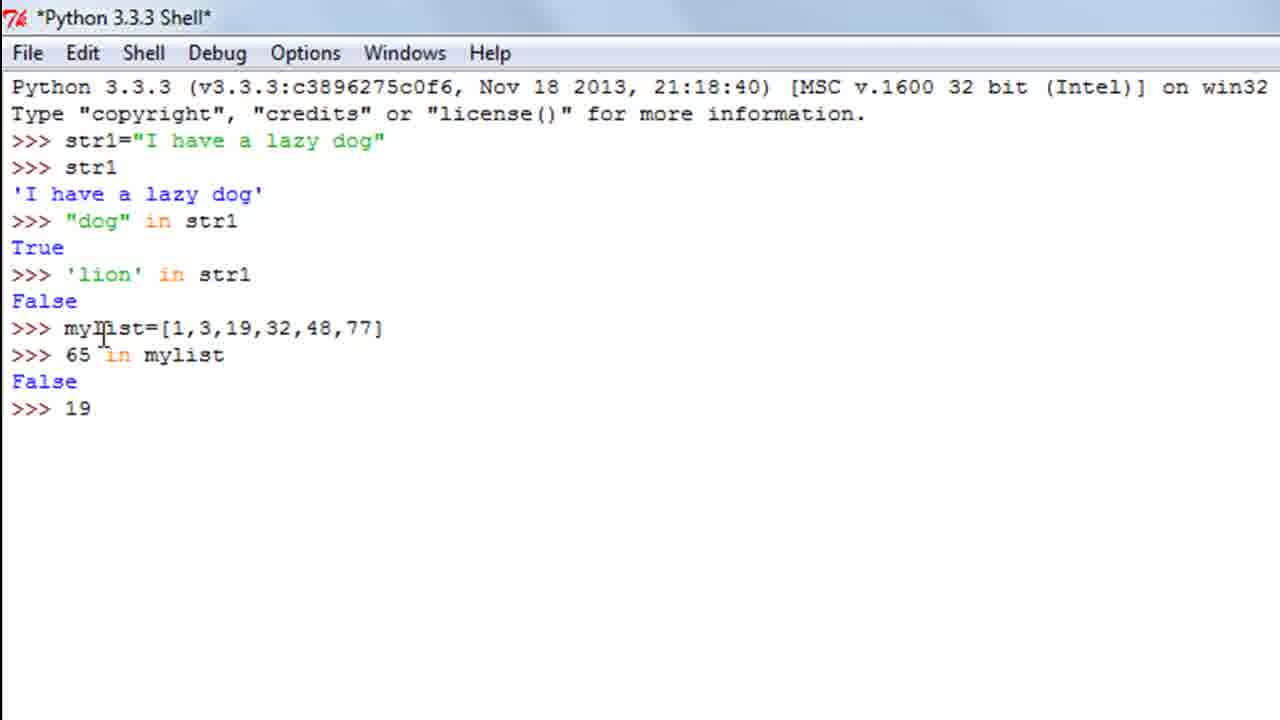 *Python 3.3.3 Shell*
File Edit Shell Debug Options Windows Help
Python 3.3.3 (v3.3.3:c3896275c0f6, Nov 18 2013, 21:18:40) [MSC v.1600 32 bit (Intel)] on win32
Type "copyright", "credits" or "license()" for more information.
>>> str1="I have a lazy dog"
>>> str1
'I have a lazy dog'
>>> "dog" in str1
True
>>> 'lion' in str1
False
>>> mylist=[1,3,19,32,48,77]
>>> 65 in mylist
False
>>> 19